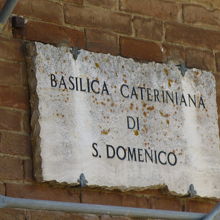 BASILICA CATERINIANA
DI
S. DOMENICO